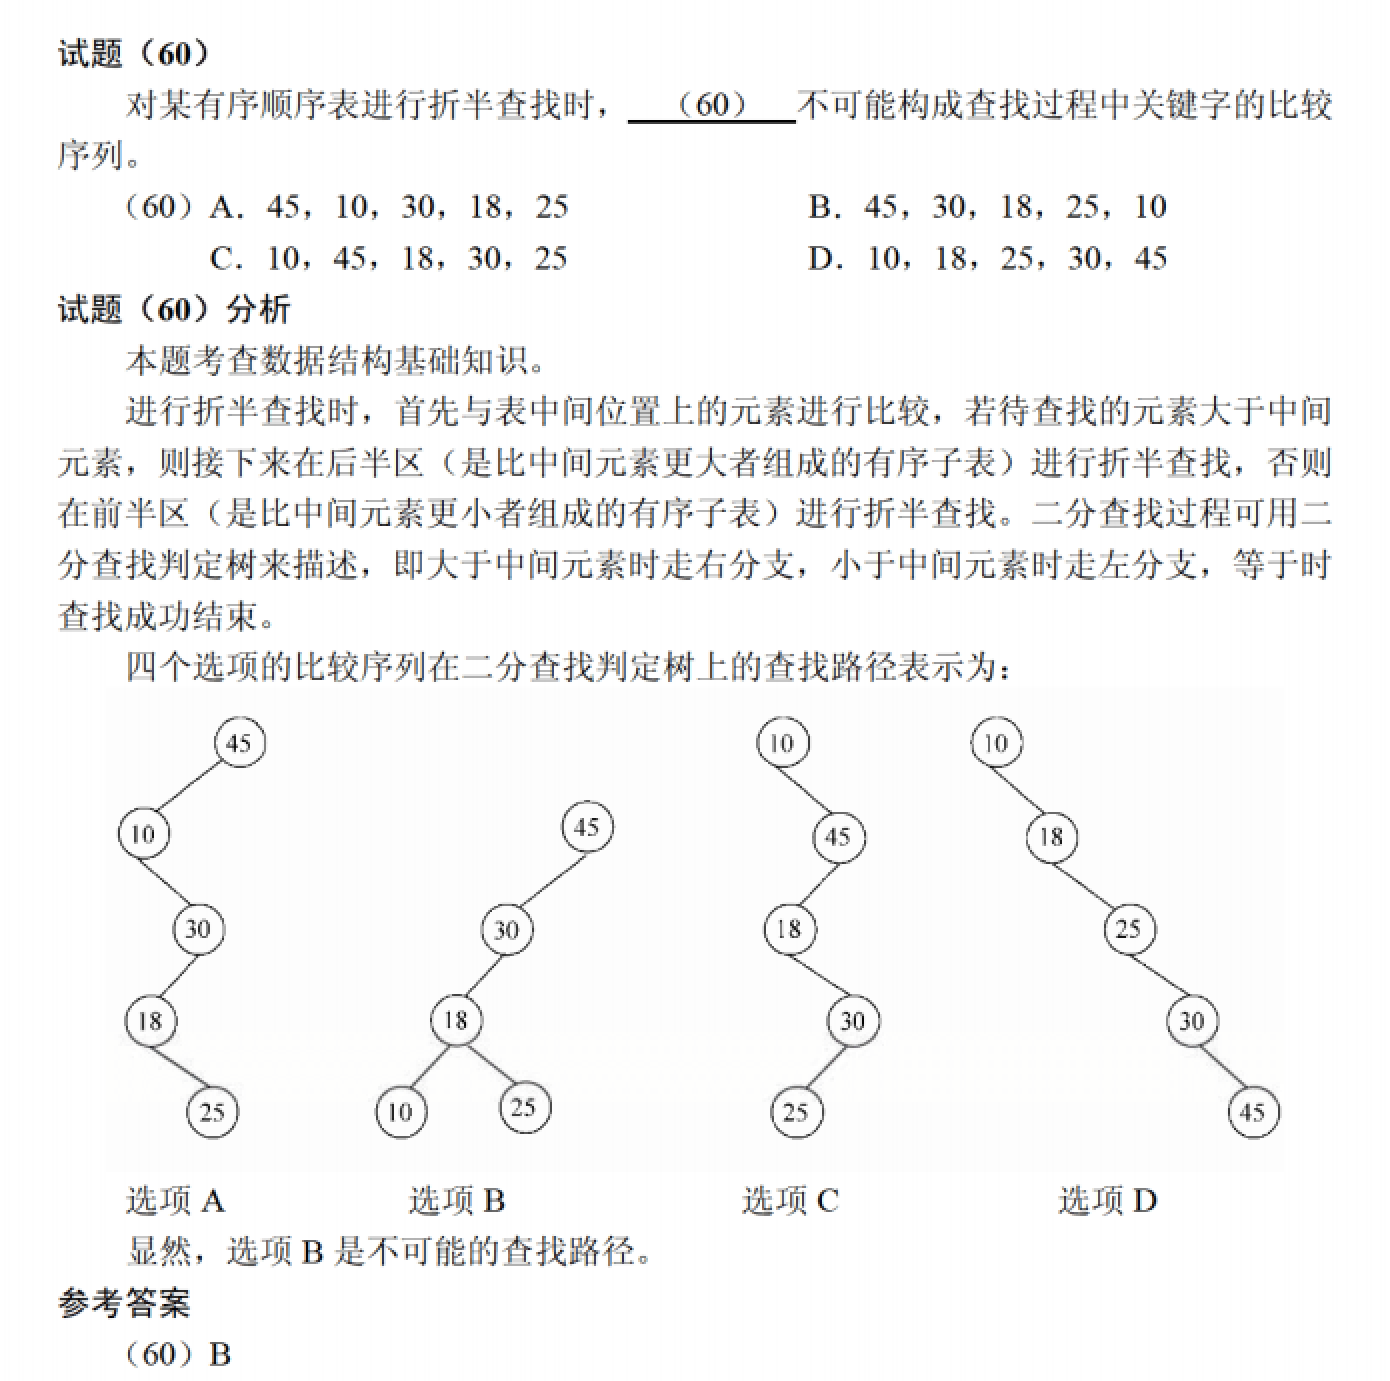 试题（60）
对某有序顺序表进行折半查找时，（60）不可能构成查找过程中关键字的比较
序列。
（60）A．45，10，30，18，25 B．45，30，18，25，10
C．10，45，18，30，25 D．10，18，25，30，45
试题（60）分析
本题考查数据结构基础知识。
进行折半查找时，首先与表中间位置上的元素进行比较，若待查找的元素大于中间
元素，则接下来在后半区（是比中间元素更大者组成的有序子表）进行折半查找，否则
在前半区（是比中间元素更小者组成的有序子表）进行折半查找。二分查找过程可用二
分查找判定树来描述，即大于中间元素时走右分支，小于中间元素时走左分支，等于时
查找成功结束。
四个选项的比较序列在二分查找判定树上的查找路径表示为：
45 10 10
10 45 45 18
30 30 18 25
18 18 30 30
25 10 25 25 45
选项 A 选项 B 选项 C 选项 D
显然，选项 B 是不可能的查找路径。
参考答案
（60）B